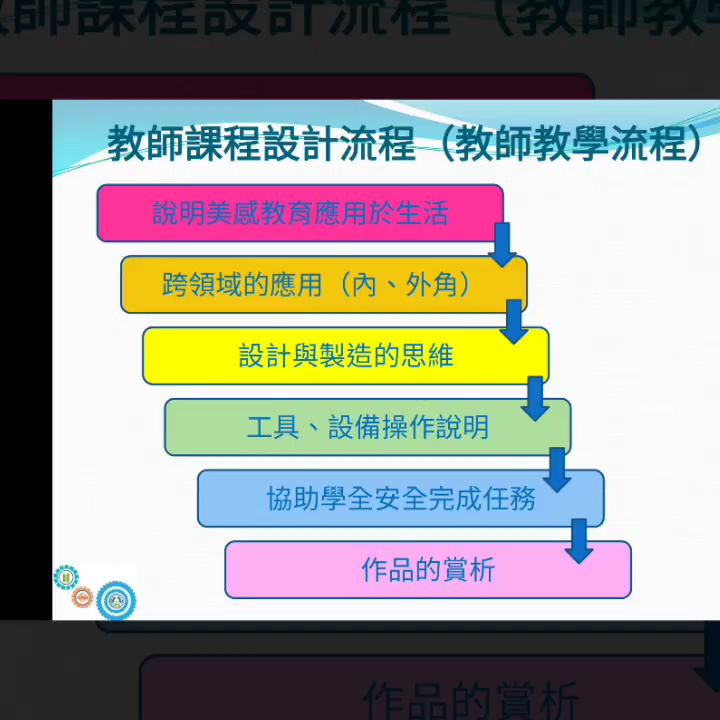 教師課程設計流程（教師教學流程）
說明美感教育應用於生活
跨領域的應用（內、外角）
設計與製造的思維
工具、設備操作說明
協助學全安全完成任務
作品的賞析
作品的賞析